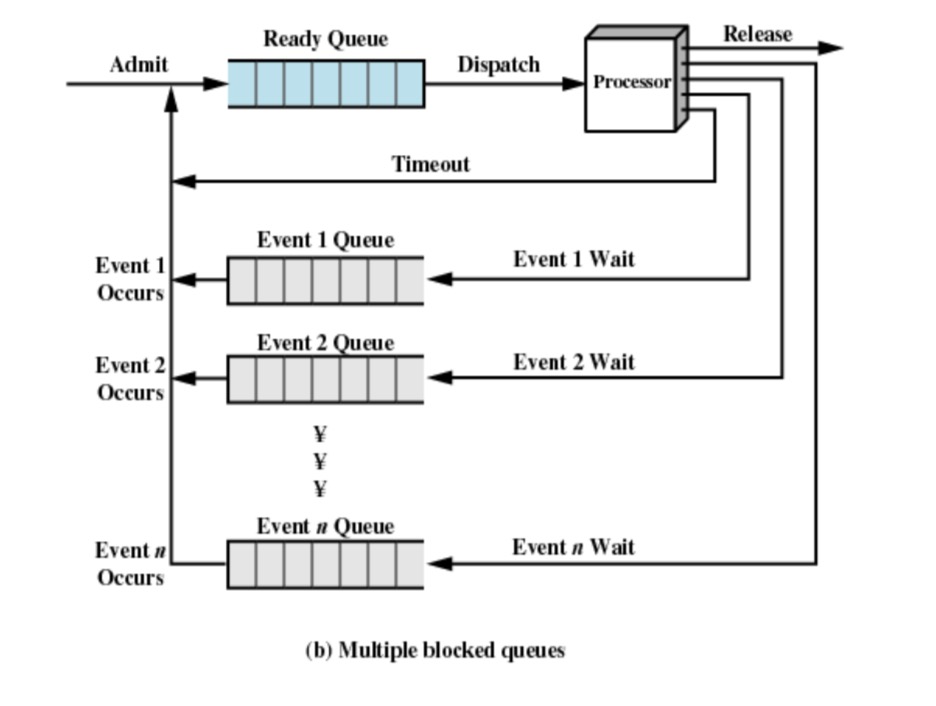 Ready Queue
Release
Admit
Dispatch
Processor
Timeout
Event 1 Queue
Event 1
Occurs
Event 1 Wait
Event 2 Queue
Event 2
Occurs
Event 2 Wait
¥
¥
¥
Event n Queue
Event n
Occurs
Event n Wait
(b) Multiple blocked queues